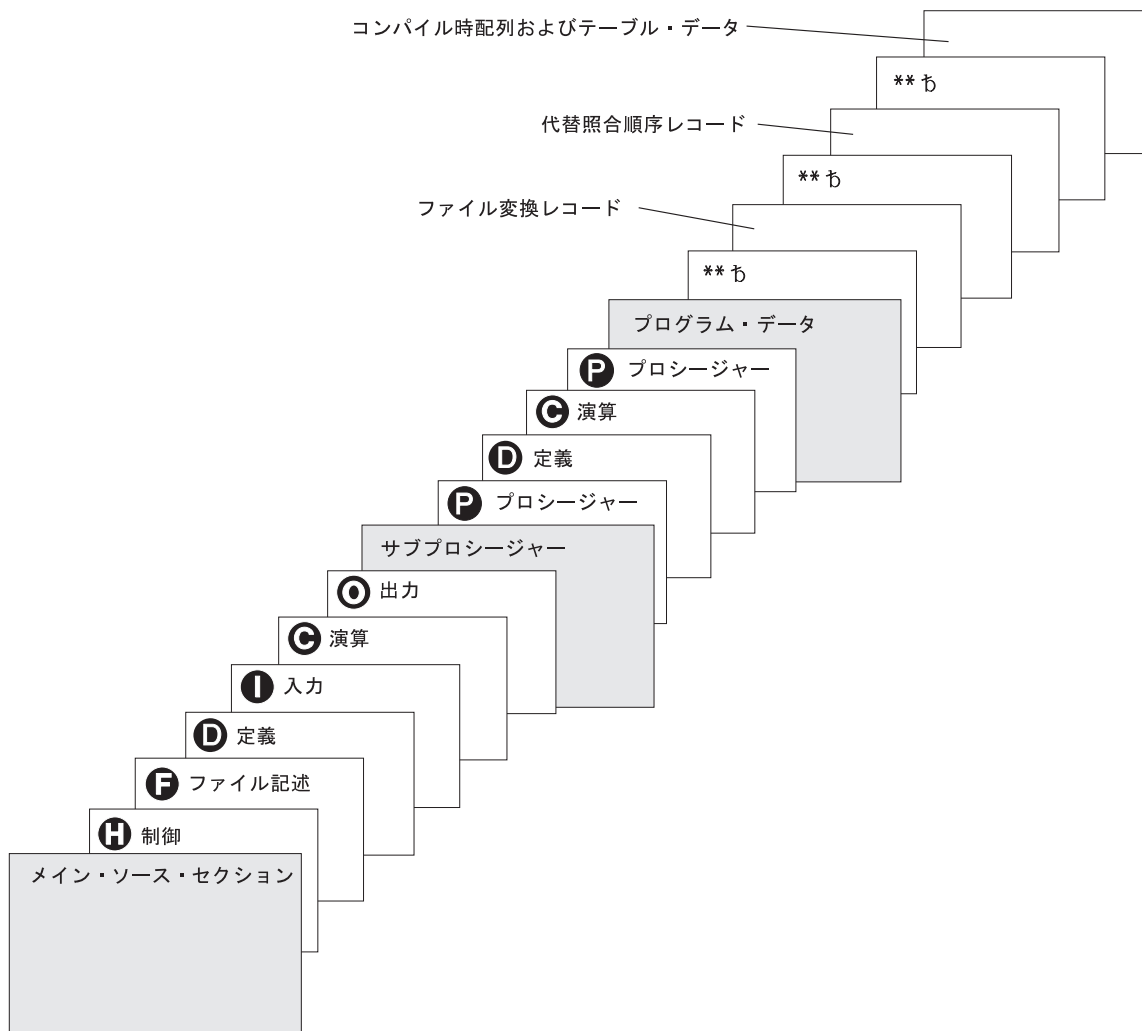 コンパイル時配列およびテーブル・データ
** ␢
代替照合順序レコード
** ␢
ファイル変換レコード
** ␢
プログラム・データ
P プロシージャー
C 演算
D 定義
P プロシージャー
サブプロシージャー
O 出力
C 演算
I 入力
D 定義
F ファイル記述
H 制御
メイン・ソース・セクション